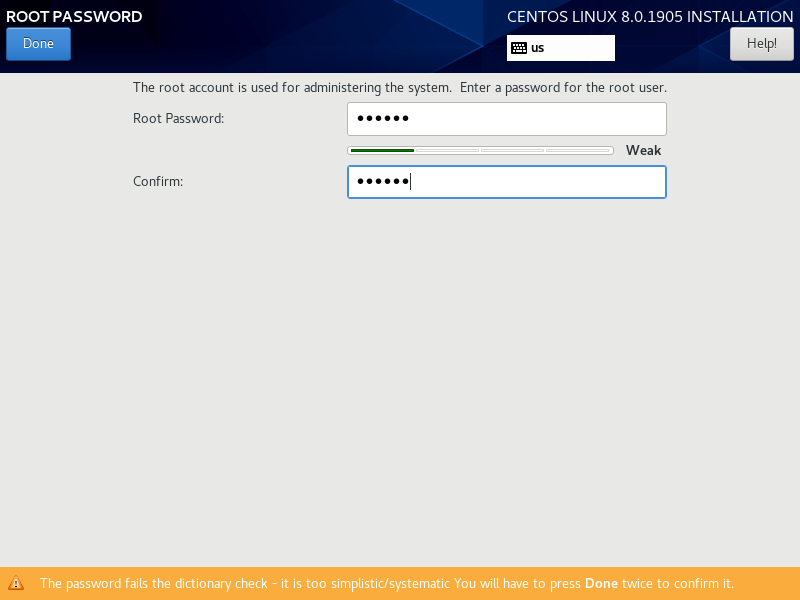 ROOT PASSWORD
CENTOS LINUX 8.0.1905 INSTALLATION
Done
us
Help!
The root account is used for administering the system.  Enter a password for the root user.
Root Password:
••••••
Weak
Confirm:
••••••
The password fails the dictionary check - it is too simplistic/systematic You will have to press Done twice to confirm it.